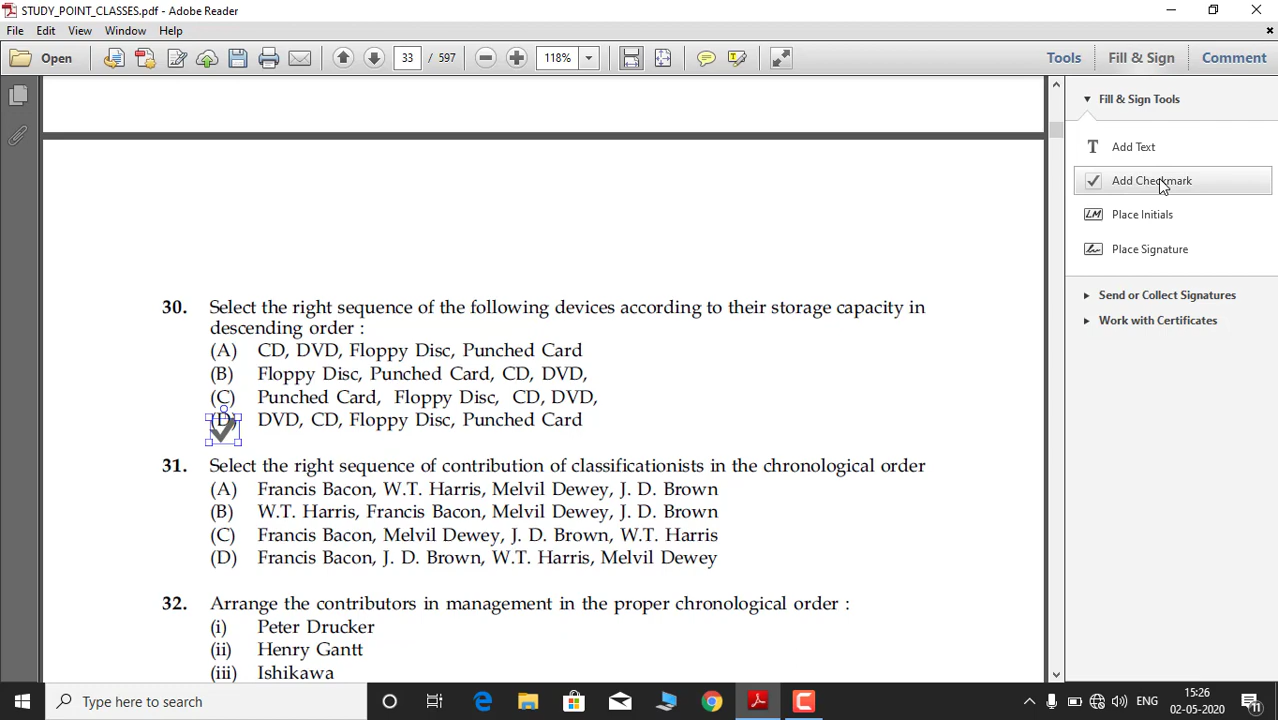 STUDY_POINT_CLASSES.pdf - Adobe Reader
File Edit View Window Help
Open 33 / 597 118% Tools Fill & Sign Comment
Fill & Sign Tools
Add Text
Add Checkmark
Place Initials
Place Signature
Send or Collect Signatures
Work with Certificates
30. Select the right sequence of the following devices according to their storage capacity in
descending order :
(A) CD, DVD, Floppy Disc, Punched Card
(B) Floppy Disc, Punched Card, CD, DVD,
(C) Punched Card, Floppy Disc, CD, DVD,
(D) DVD, CD, Floppy Disc, Punched Card
31. Select the right sequence of contribution of classificationists in the chronological order
(A) Francis Bacon, W.T. Harris, Melvil Dewey, J. D. Brown
(B) W.T. Harris, Francis Bacon, Melvil Dewey, J. D. Brown
(C) Francis Bacon, Melvil Dewey, J. D. Brown, W.T. Harris
(D) Francis Bacon, J. D. Brown, W.T. Harris, Melvil Dewey
32. Arrange the contributors in management in the proper chronological order :
(i) Peter Drucker
(ii) Henry Gantt
(iii) Ishikawa
Type here to search
ENG
15:26
02-05-2020
11